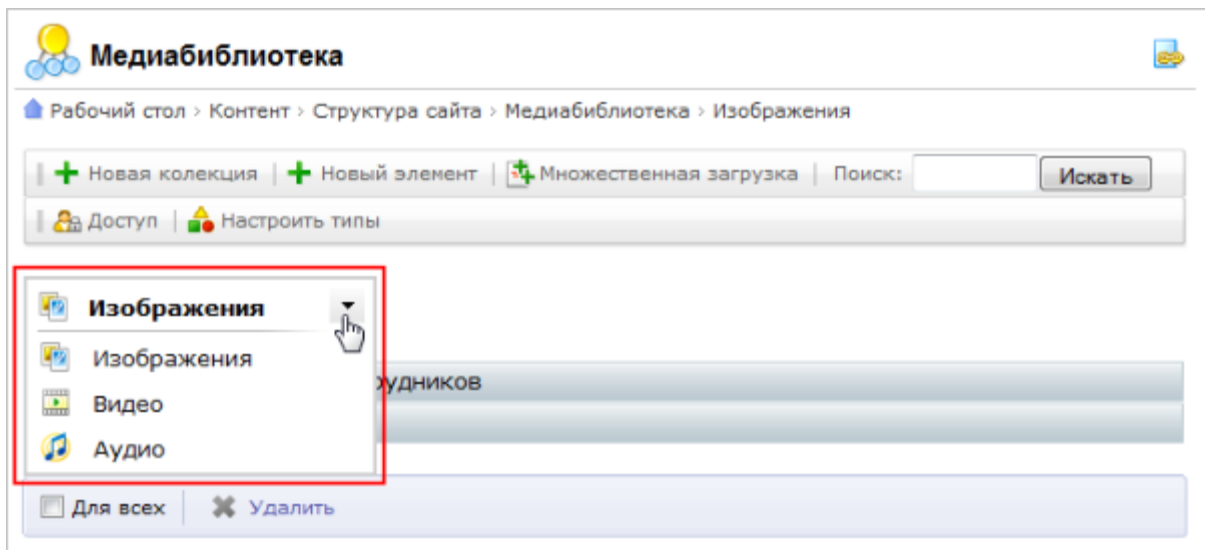 Медиабиблиотека
Рабочий стол › Контент › Структура сайта › Медиабиблиотека › Изображения
Новая колекция | Новый элемент | Множественная загрузка | Поиск: Искать
Доступ | Настроить типы
Изображения
Изображения
Видео
Аудио
Для всех Удалить